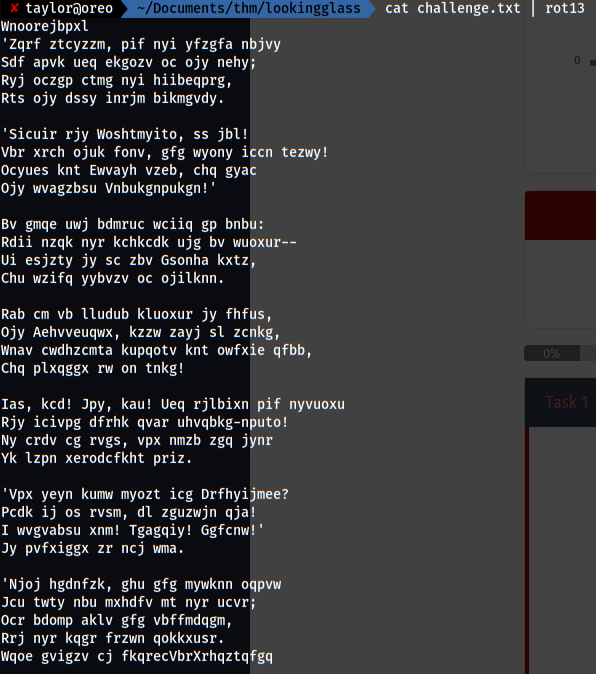 ✘ taylor@oreo ~/Documents/thm/lookingglass cat challenge.txt | rot13
Wnoorejbpxl
'Zqrf ztcyzzm, pif nyi yfzgfa nbjvy
Sdf apvk ueq ekgozv oc ojy nehy;
Ryj oczgp ctmg nyi hiibeqprg,
Rts ojy dssy inrjm bikmgvdy.
'Sicuir rjy Woshtmyito, ss jbl!
Vbr xrch ojuk fonv, gfg wyony iccn tezwy!
Ocyues knt Ewvayh vzeb, chq gyac
Ojy wvagzbsu Vnbukgnpukgn!'
Bv gmqe uwj bdmruc wciiq gp bnbu:
Rdii nzqk nyr kchkcdk ujg bv wuoxur--
Ui esjzty jy sc zbv Gsonha kxtz,
Chu wzifq yybvzv oc ojilknn.
Rab cm vb lludub kluoxur jy fhfus,
Ojy Aehvveuqwx, kzzw zayj sl zcnkg,
Wnav cwdhzcmta kupqotv knt owfxie qfbb,
Chq plxqggx rw on tnkg!
Ias, kcd! Jpy, kau! Ueq rjlbixn pif nyvuoxu
Rjy icivpg dfrhk qvar uhvqbkg-nputo!
Ny crdv cg rvgs, vpx nmzb zgq jynr
Yk lzpn xerodcfkht priz.
'Vpx yeyn kumw myozt icg Drfhyijmee?
Pcdk ij os rvsm, dl zguzwjn qja!
I wvgvabsu xnm! Tgagqiy! Ggfcnw!'
Jy pvfxiggx zr ncj wma.
'Njoj hgdnfzk, ghu gfg mywknn oqpvw
Jcu twty nbu mxhdfv mt nyr ucvr;
Ocr bdomp aklv gfg vbffmdqgm,
Rrj nyr kqgr frzwn qokkxusr.
Wqoe gvigzv cj fkqrecVbrXrhqztqfgq
0
0%
Task 1